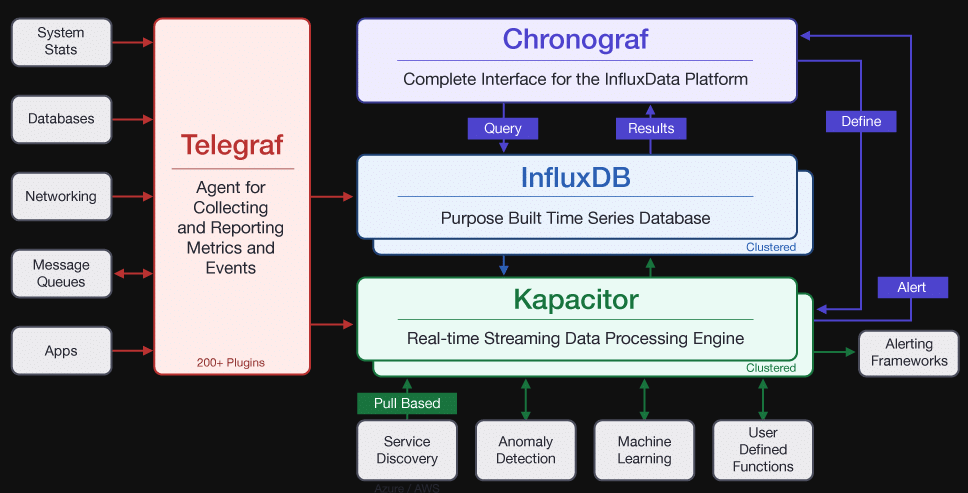 System
Stats
Databases
Networking
Message
Queues
Apps
Telegraf
Agent for
Collecting
and Reporting
Metrics and
Events
200+ Plugins
Chronograf
Complete Interface for the InfluxData Platform
Query
Results
Define
InfluxDB
Purpose Built Time Series Database
Clustered
Alert
Kapacitor
Real-time Streaming Data Processing Engine
Clustered
Alerting
Frameworks
Pull Based
Service
Discovery
Anomaly
Detection
Machine
Learning
User
Defined
Functions
Azure / AWS